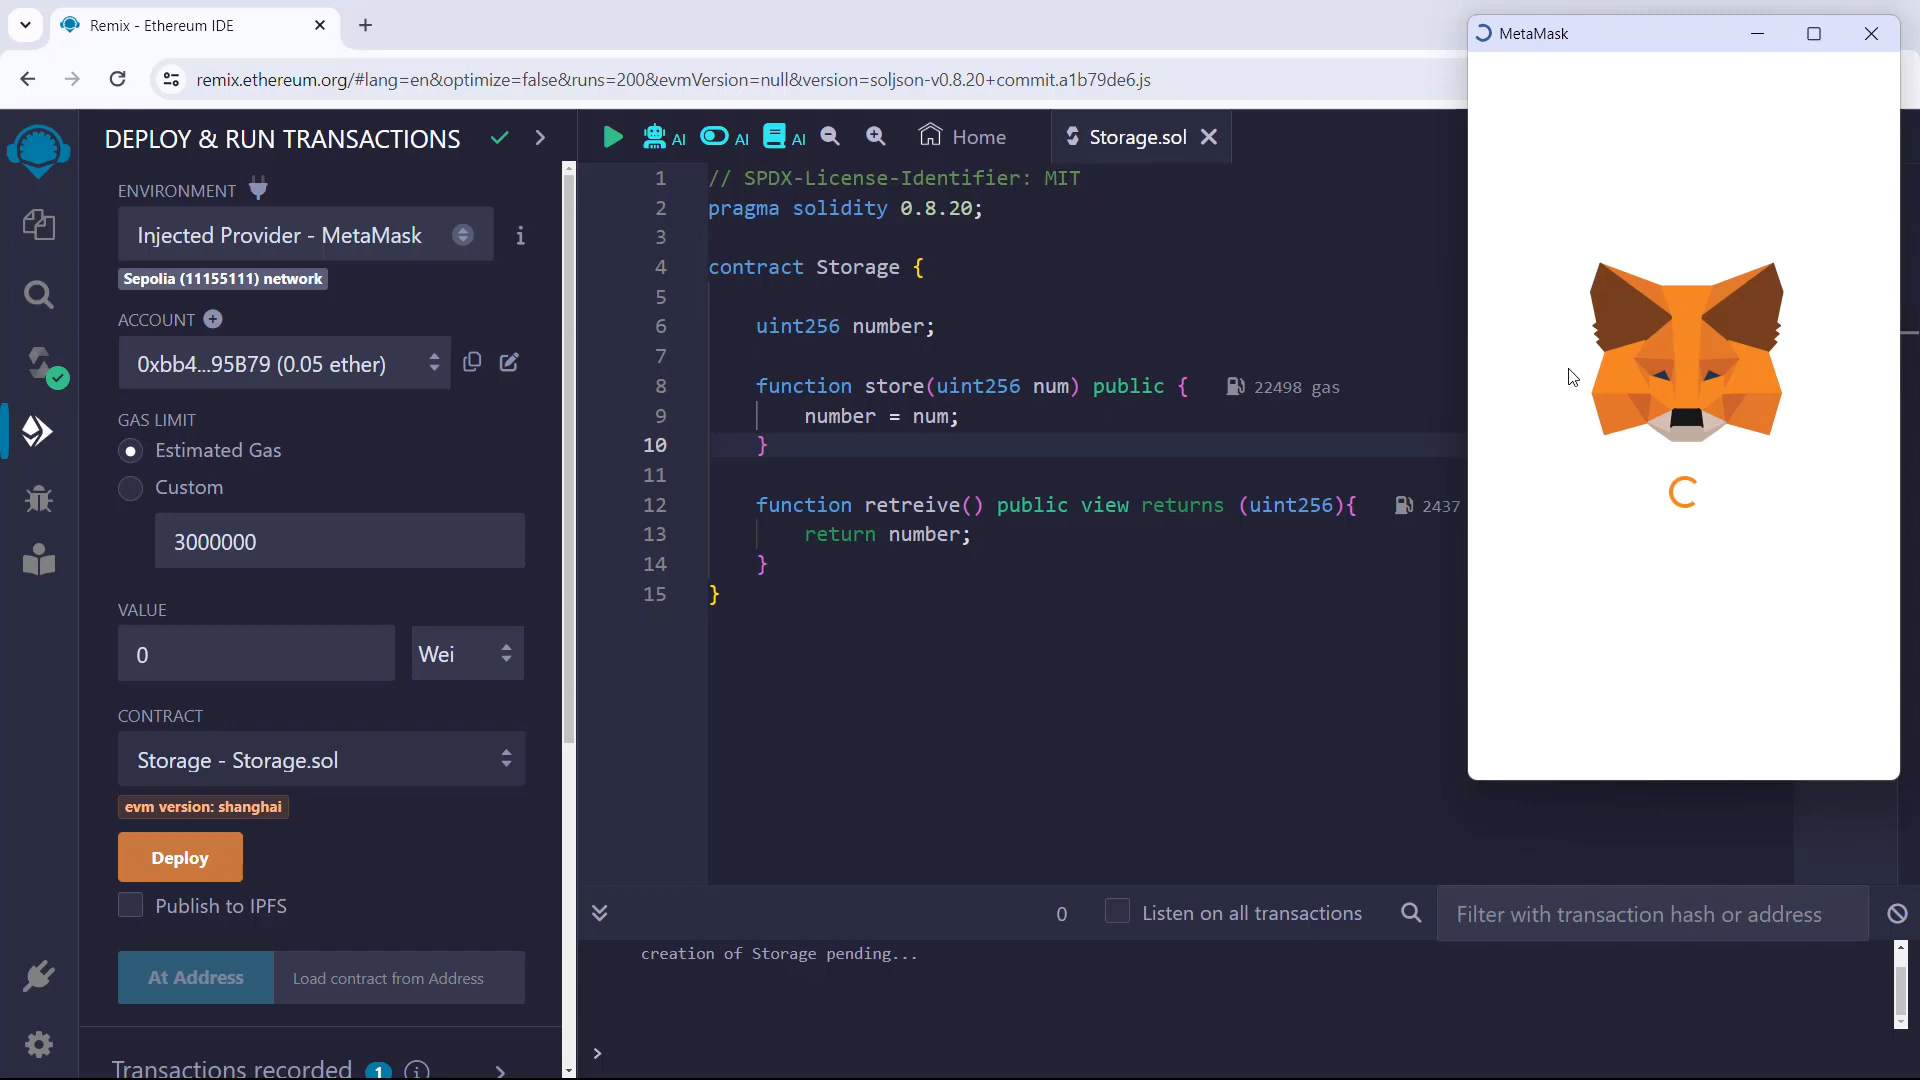 Remix - Ethereum IDE
MetaMask
remix.ethereum.org/#lang=en&optimize=false&runs=200&evmVersion=null&version=soljson-v0.8.20+commit.a1b79de6.js
DEPLOY & RUN TRANSACTIONS
ENVIRONMENT
Injected Provider - MetaMask
i
Sepolia (11155111) network
ACCOUNT
0xbb4...95B79 (0.05 ether)
GAS LIMIT
Estimated Gas
Custom
3000000
VALUE
0
Wei
CONTRACT
Storage - Storage.sol
evm version: shanghai
Deploy
Publish to IPFS
At Address
Load contract from Address
Transactions recorded 1 i
AI
AI
AI
Home
Storage.sol
1 // SPDX-License-Identifier: MIT
2 pragma solidity 0.8.20;
3
4 contract Storage {
5
6 uint256 number;
7
8 function store(uint256 num) public { 22498 gas
9 number = num;
10 }
11
12 function retreive() public view returns (uint256){ 2437
13 return number;
14 }
15 }
0
Listen on all transactions
Filter with transaction hash or address
creation of Storage pending...
>